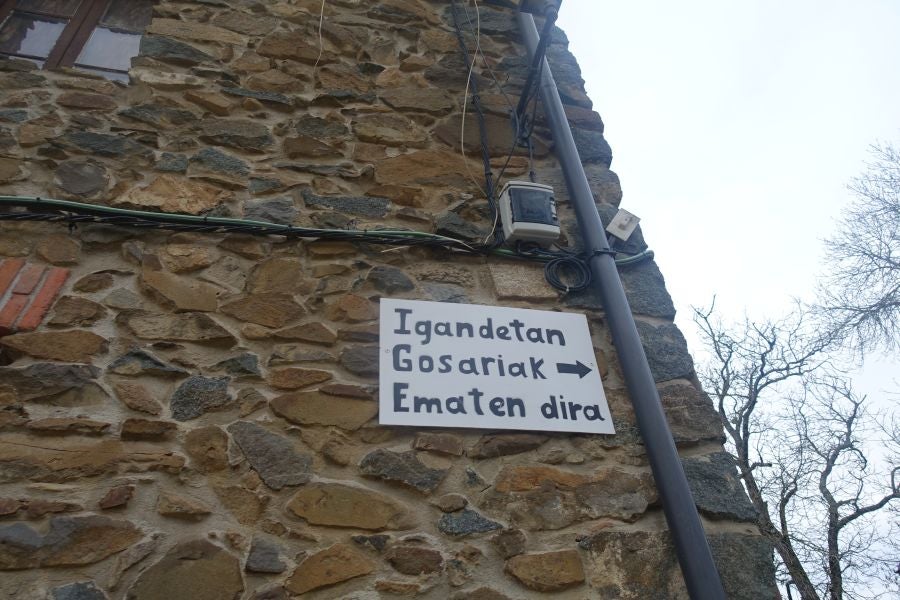 Igandetan
Gosariak →
Ematen dira